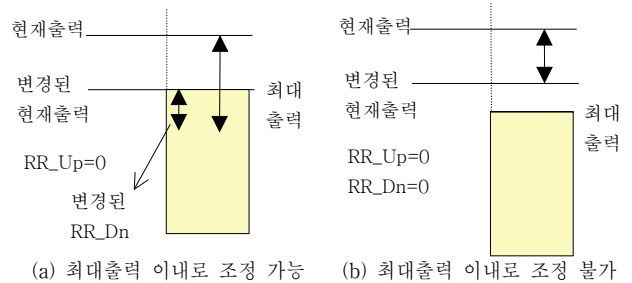 현재출력
변경된
현재출력
최대
출력
RR_Up=0
변경된
RR_Dn
(a) 최대출력 이내로 조정 가능
현재출력
변경된
현재출력
최대
출력
RR_Up=0
RR_Dn=0
(b) 최대출력 이내로 조정 불가